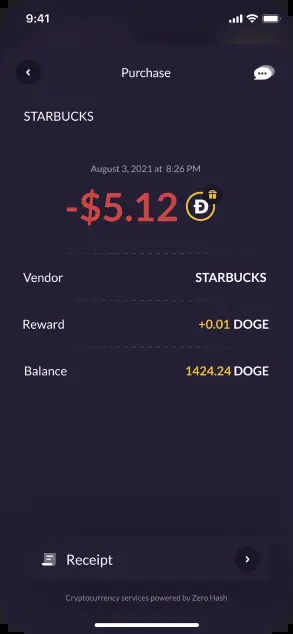 9:41
Purchase
STARBUCKS
August 3, 2021 at 8:26 PM
-$5.12
Vendor STARBUCKS
Reward +0.01 DOGE
Balance 1424.24 DOGE
Receipt
Cryptocurrency services powered by Zero Hash